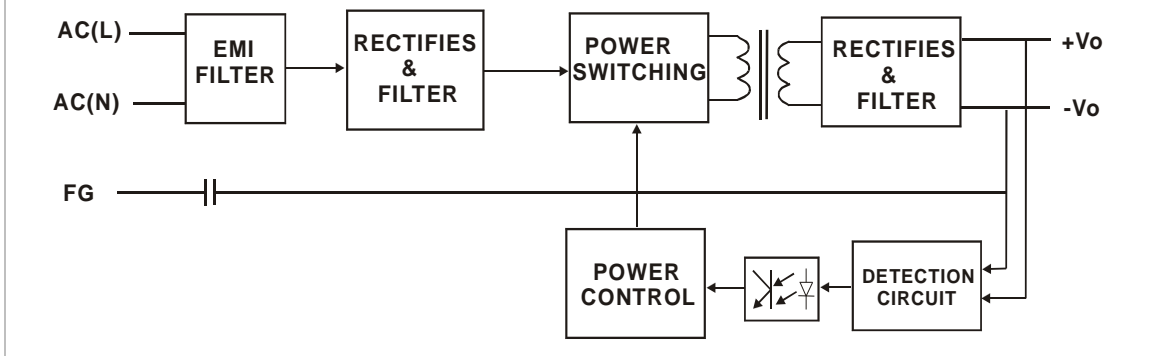 AC(L)
AC(N)
EMI
FILTER
RECTIFIES
&
FILTER
POWER
SWITCHING
RECTIFIES
&
FILTER
+Vo
-Vo
FG
POWER
CONTROL
DETECTION
CIRCUIT